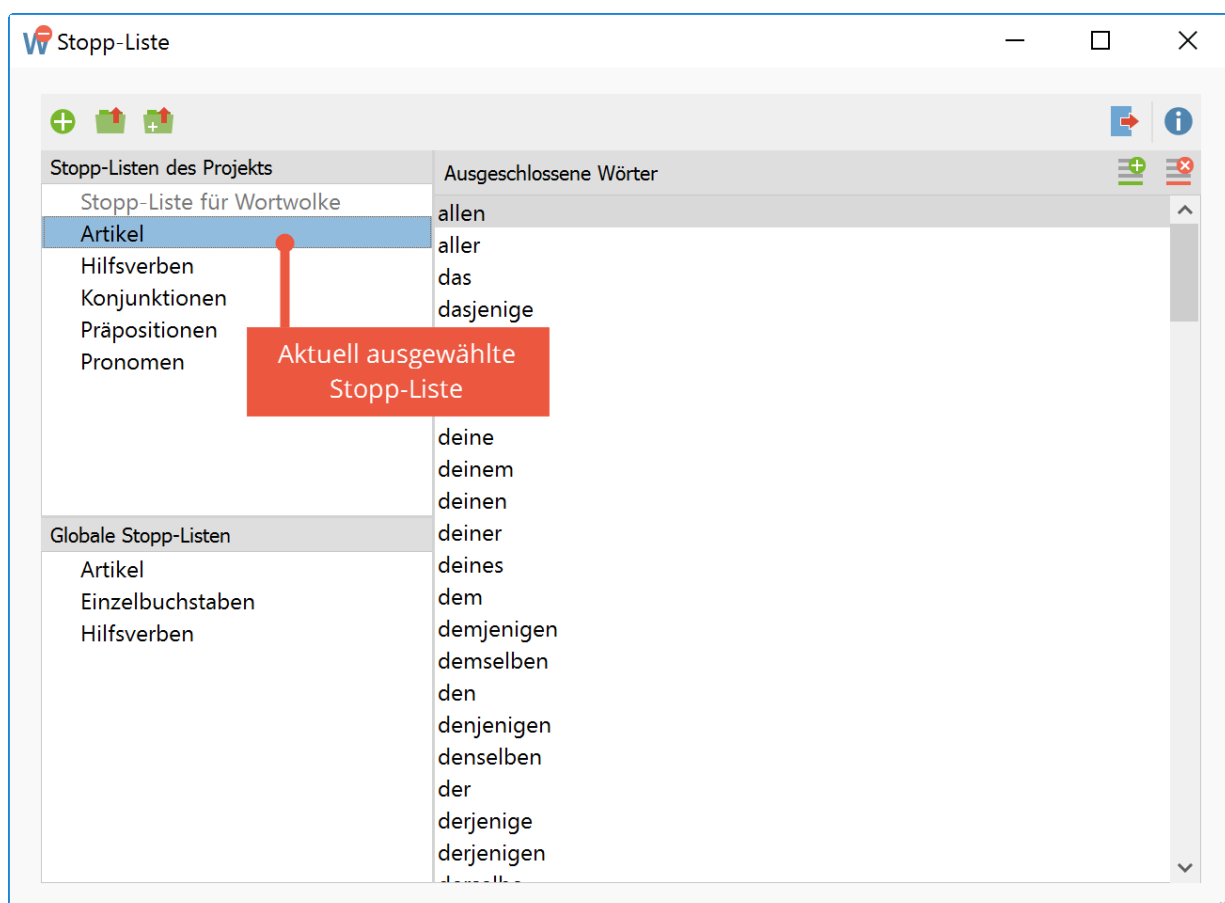 Stopp-Liste
Stopp-Listen des Projekts
Stopp-Liste für Wortwolke
Artikel
Hilfsverben
Konjunktionen
Präpositionen
Pronomen
Aktuell ausgewählte
Stopp-Liste
Globale Stopp-Listen
Artikel
Einzelbuchstaben
Hilfsverben
Ausgeschlossene Wörter
allen
aller
das
dasjenige
deine
deinem
deinen
deiner
deines
dem
demjenigen
demselben
den
denjenigen
denselben
der
derjenige
derjenigen